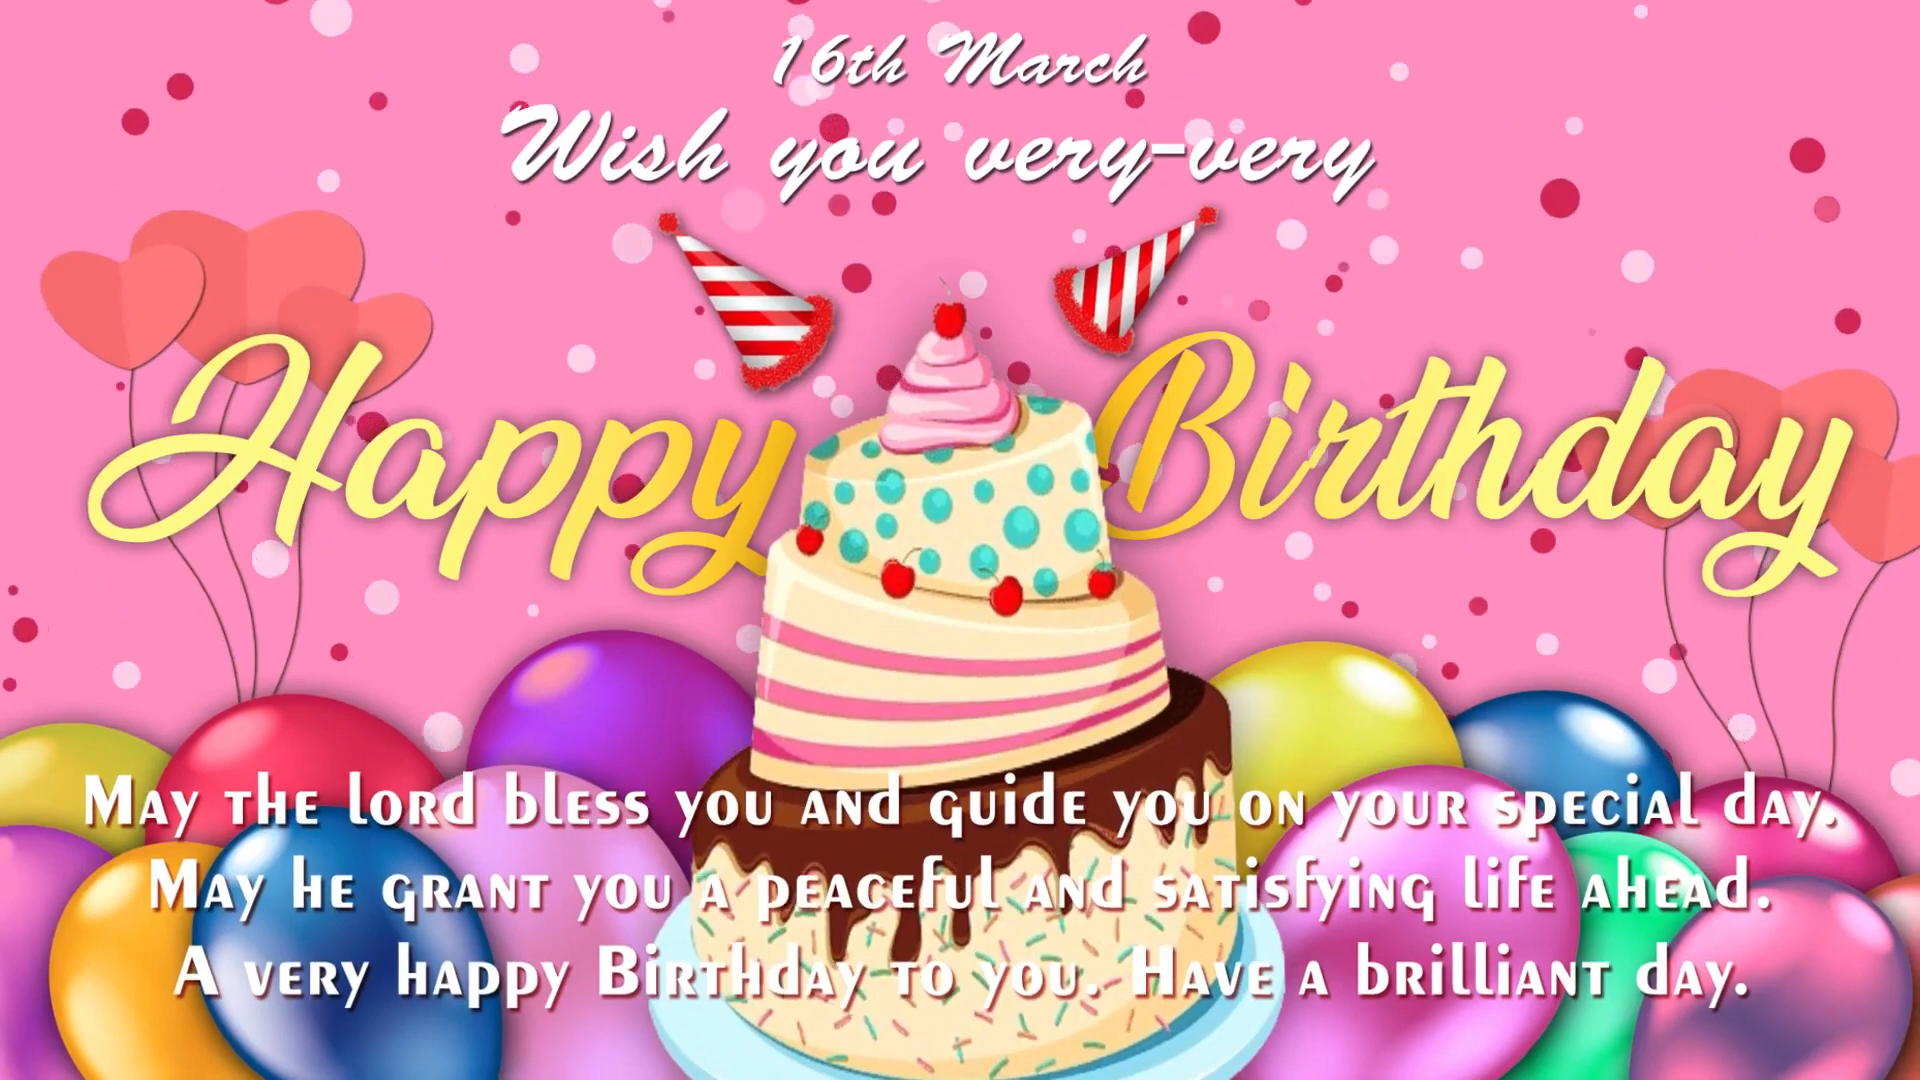 16th March
Wish you very-very
Happy Birthday
May the lord bless you and guide you on your special day.
May he grant you a peaceful and satisfying life ahead.
A very happy Birthday to you. Have a brilliant day.